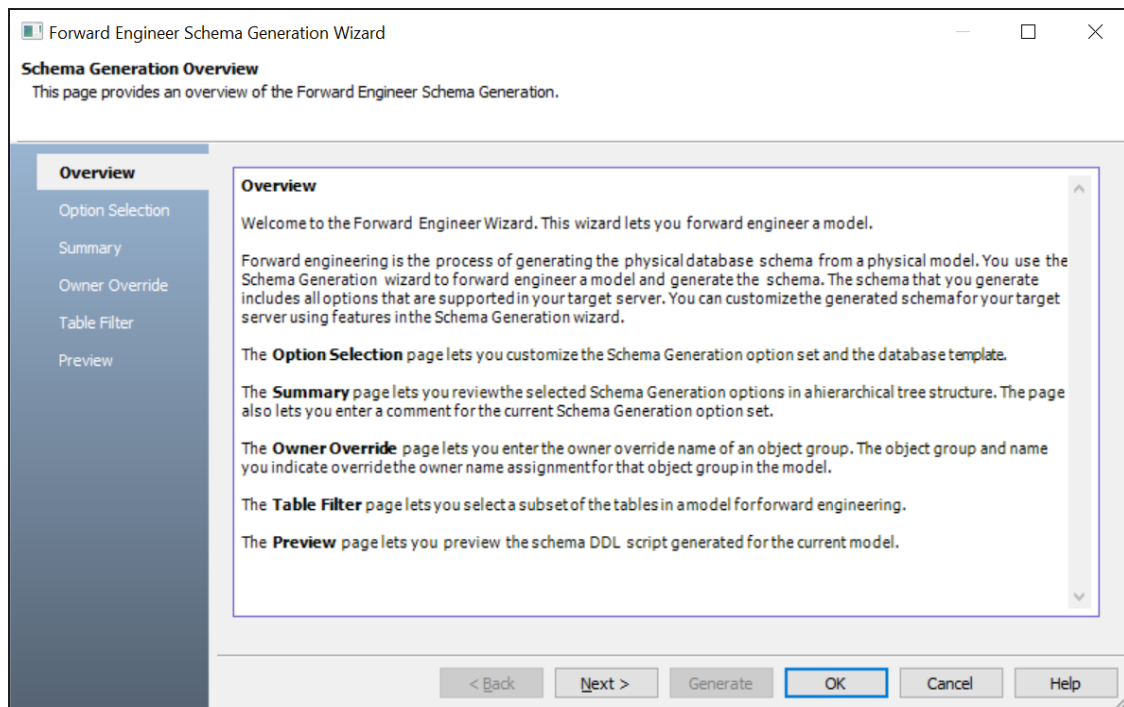 Forward Engineer Schema Generation Wizard
Schema Generation Overview
This page provides an overview of the Forward Engineer Schema Generation.
Overview
Option Selection
Summary
Owner Override
Table Filter
Preview
Overview
Welcome to the Forward Engineer Wizard. This wizard lets you forward engineer a model.
Forward engineering is the process of generating the physical database schema from a physical model. You use the
Schema Generation wizard to forward engineer a model and generate the schema. The schema that you generate
includes all options that are supported in your target server. You can customize the generated schema for your target
server using features in the Schema Generation wizard.
The Option Selection page lets you customize the Schema Generation option set and the database template.
The Summary page lets you review the selected Schema Generation options in a hierarchical tree structure. The page
also lets you enter a comment for the current Schema Generation option set.
The Owner Override page lets you enter the owner override name of an object group. The object group and name
you indicate override the owner name assignment for that object group in the model.
The Table Filter page lets you select a subset of the tables in a model for forward engineering.
The Preview page lets you preview the schema DDL script generated for the current model.
< Back
Next >
Generate
OK
Cancel
Help